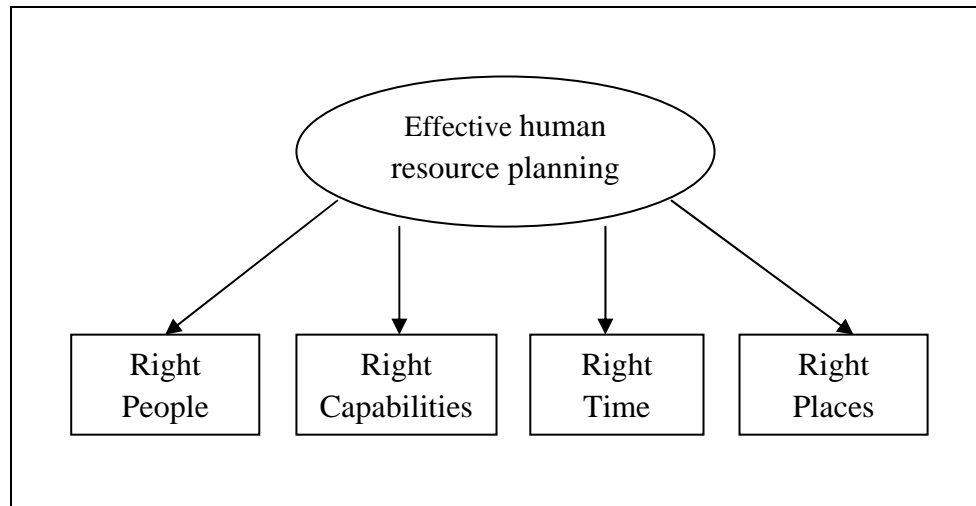 Effective human
resource planning
Right
People
Right
Capabilities
Right
Time
Right
Places